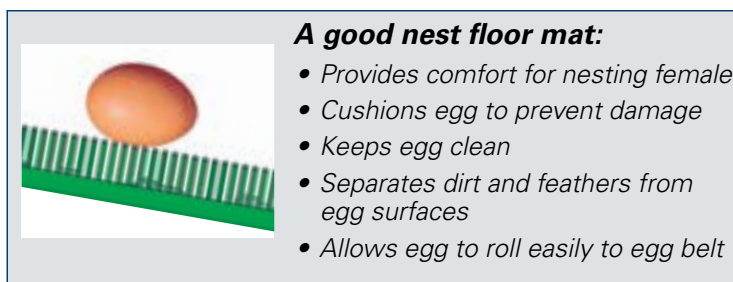 A good nest floor mat:
• Provides comfort for nesting female
• Cushions egg to prevent damage
• Keeps egg clean
• Separates dirt and feathers from
egg surfaces
• Allows egg to roll easily to egg belt